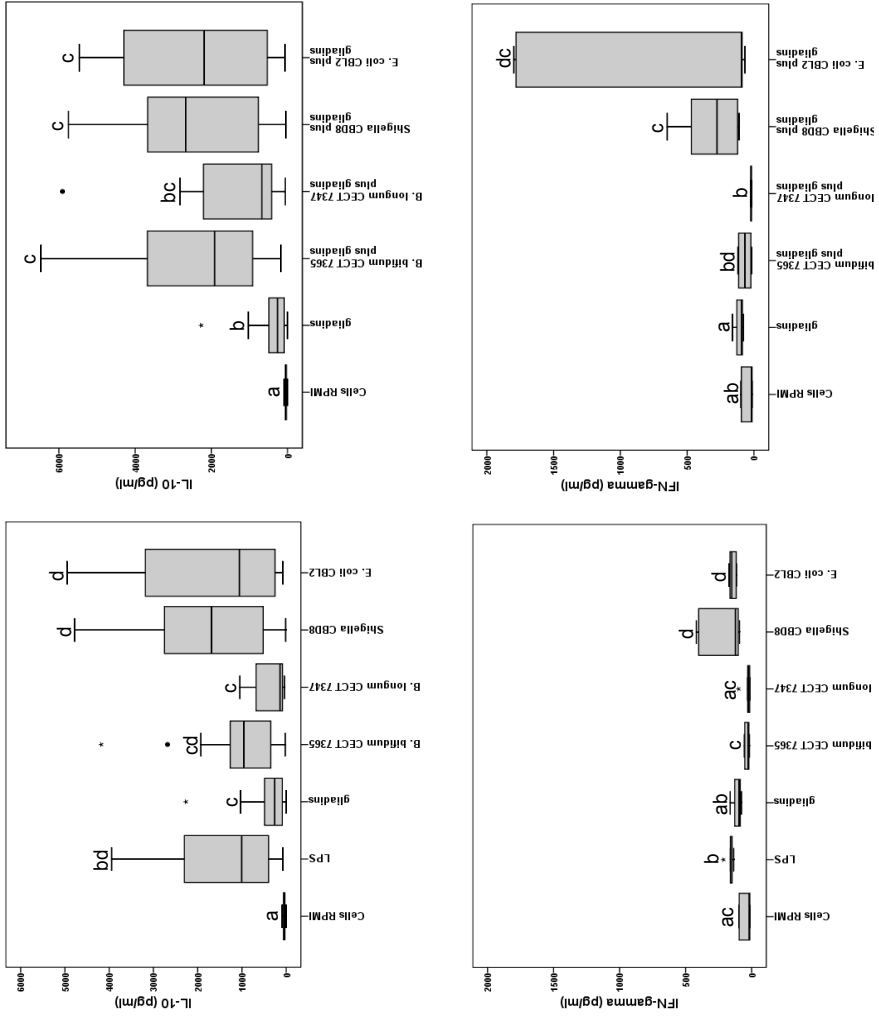 c
c
bc
c
b
a
6000
4000
2000
0
IL-10 (pg/ml)
E. coli CBL2 plus
gliadins
Shigella CBD8 plus
gliadins
B. longum CECT 7347
plus gliadins
B. bifidum CECT 7365
plus gliadins
gliadins
Cells RPMI
dc
c
b
bd
a
ab
2000
1500
1000
500
0
IFN-gamma (pg/ml)
E. coli CBL2 plus
gliadins
Shigella CBD8 plus
gliadins
longum CECT 7347
plus gliadins
bifidum CECT 7365
plus gliadins
gliadins
Cells RPMI
d
d
c
cd
c
bd
a
6000
5000
4000
3000
2000
1000
0
IL-10 (pg/ml)
E. coli CBL2
Shigella CBD8
B. longum CECT 7347
B. bifidum CECT 7365
gliadins
LPS
Cells RPMI
d
d
ac
c
ab
b
ac
2000
1500
1000
500
0
IFN-gamma (pg/ml)
E. coli CBL2
Shigella CBD8
longum CECT 7347
bifidum CECT 7365
gliadins
LPS
Cells RPMI